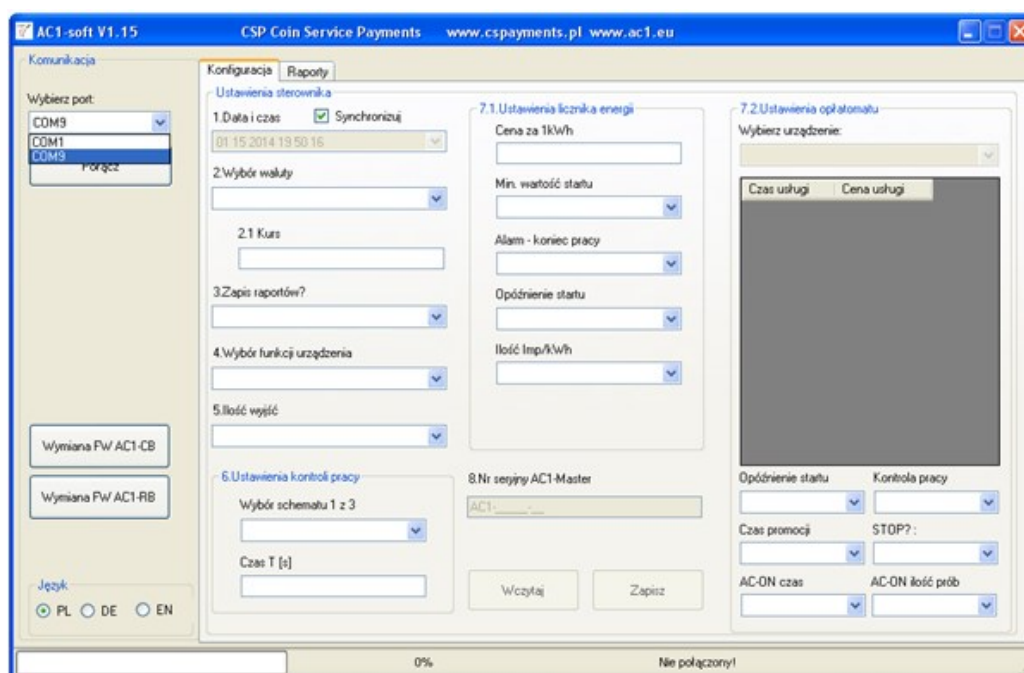 AC1-soft V1.15 CSP Coin Service Payments www.cspayments.pl www.ac1.eu
Komunikacja
Wybierz port:
COM9
COM1
COM9
Połącz
Wymiana FW AC1-CB
Wymiana FW AC1-RB
Język
PL DE EN
Konfiguracja Raporty
Ustawienia sterownika
1.Data i czas Synchronizuj
01 15 2014 19 50 16
2.Wybór waluty
2.1 Kurs
3.Zapis raportów?
4.Wybór funkcji urządzenia
5.Ilość wyjść
6.Ustawienia kontroli pracy
Wybór schematu 1 z 3
Czas T [s]
7.1.Ustawienia licznika energii
Cena za 1kWh
Min. wartość startu
Alarm - koniec pracy
Opóźnienie startu
Ilość Imp/kWh
8.Nr seryjny AC1-Master
AC1-_____-__
Wczytaj Zapisz
7.2.Ustawienia opłatomatu
Wybierz urządzenie:
Czas usługi Cena usługi
Opóźnienie startu Kontrola pracy
Czas promocji STOP? :
AC-ON czas AC-ON ilość prób
0% Nie połączony!